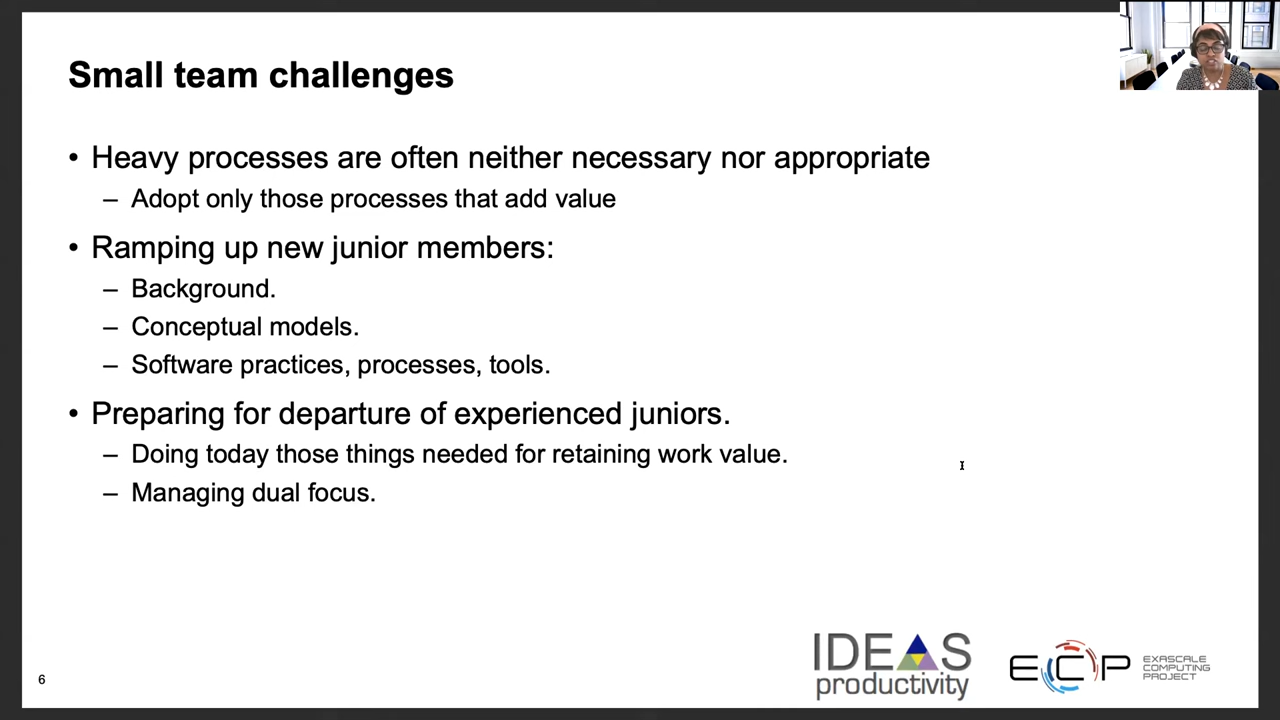 Small team challenges
• Heavy processes are often neither necessary nor appropriate
– Adopt only those processes that add value
• Ramping up new junior members:
– Background.
– Conceptual models.
– Software practices, processes, tools.
• Preparing for departure of experienced juniors.
– Doing today those things needed for retaining work value.
– Managing dual focus.
6
IDEAS
productivity
ECP
EXASCALE
COMPUTING
PROJECT